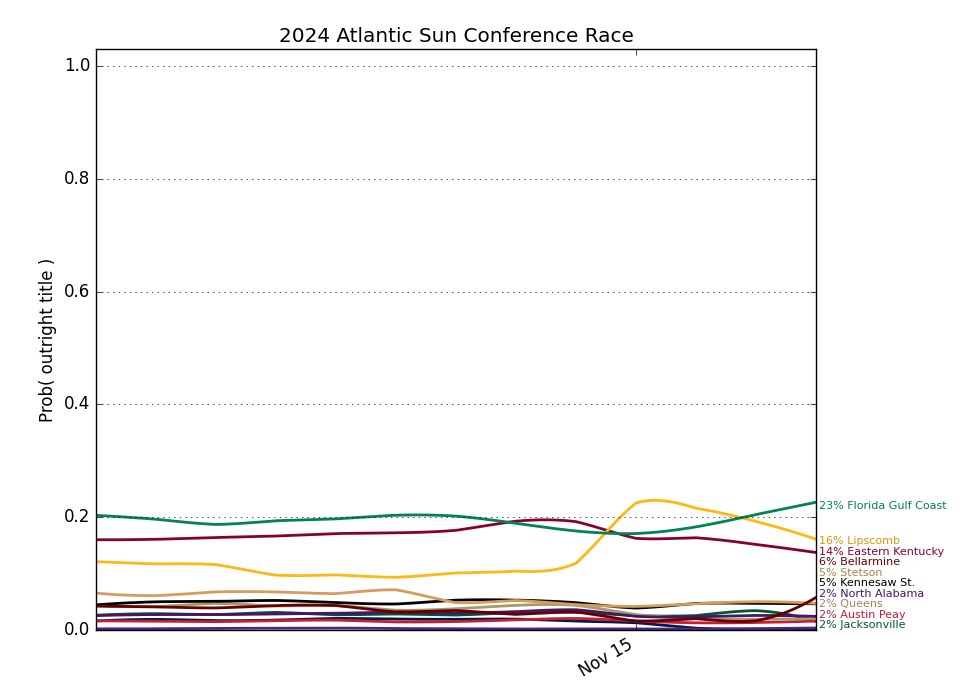 2024 Atlantic Sun Conference Race
Prob( outright title )
1.0
0.8
0.6
0.4
0.2
0.0
Nov 15
23% Florida Gulf Coast
16% Lipscomb
14% Eastern Kentucky
6% Bellarmine
5% Stetson
5% Kennesaw St.
2% North Alabama
2% Queens
2% Austin Peay
2% Jacksonville